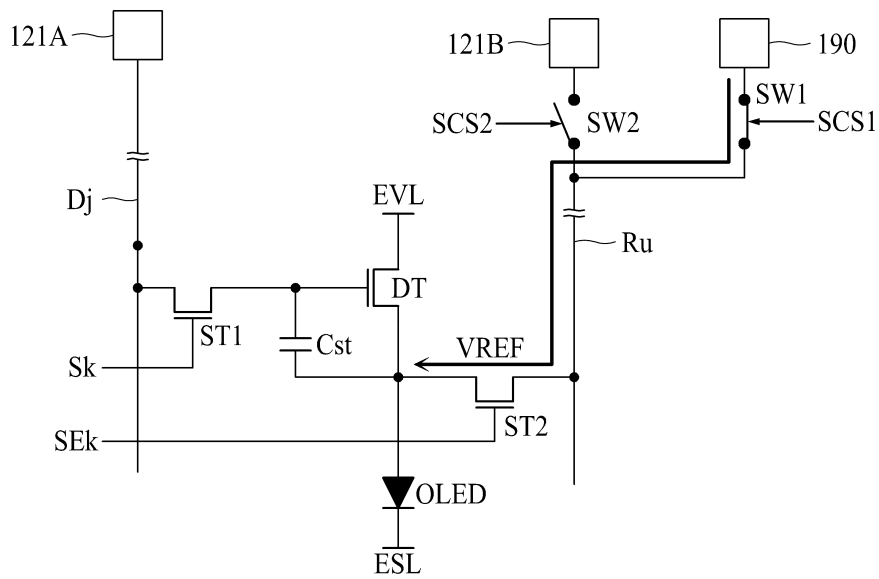 121A
121B
190
SW1
SCS2
SW2
SCS1
Dj
EVL
Ru
DT
ST1
Cst
VREF
Sk
ST2
SEk
OLED
ESL